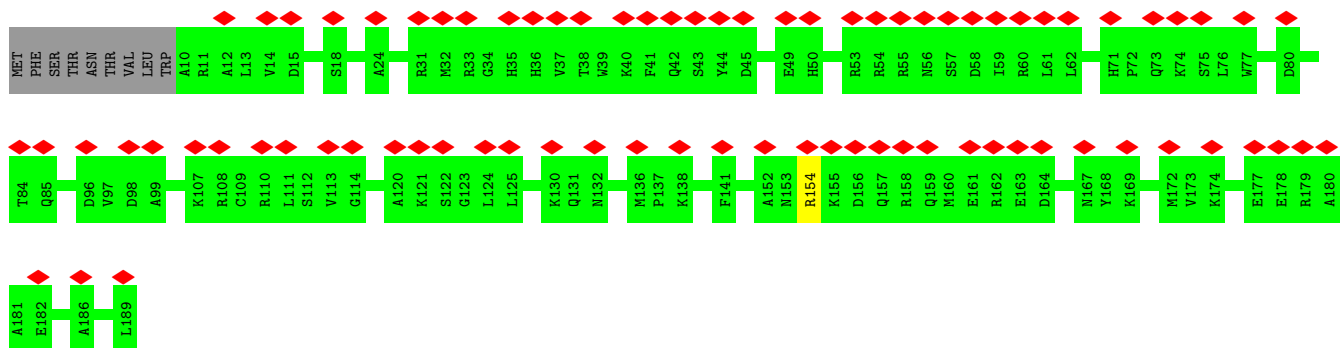 MET PHE SER THR ASN THR VAL LEU TRP A10 R11 A12 L13 V14 D15 S18 A24 R31 M32 R33 G34 H35 H36 V37 T38 W39 K40 F41 Q42 S43 Y44 D45 E49 H50 R53 R54 R55 N56 S57 D58 I59 R60 L61 L62 H71 P72 Q73 K74 S75 L76 W77 D80
T84 Q85 D96 V97 D98 A99 K107 R108 C109 R110 L111 S112 V113 G114 A120 K121 S122 G123 L124 L125 K130 Q131 N132 M136 P137 K138 F141 A152 N153 R154 K155 D156 Q157 R158 Q159 M160 E161 R162 E163 D164 N167 Y168 K169 M172 V173 K174 E177 E178 R179 A180
A181 E182 A186 L189